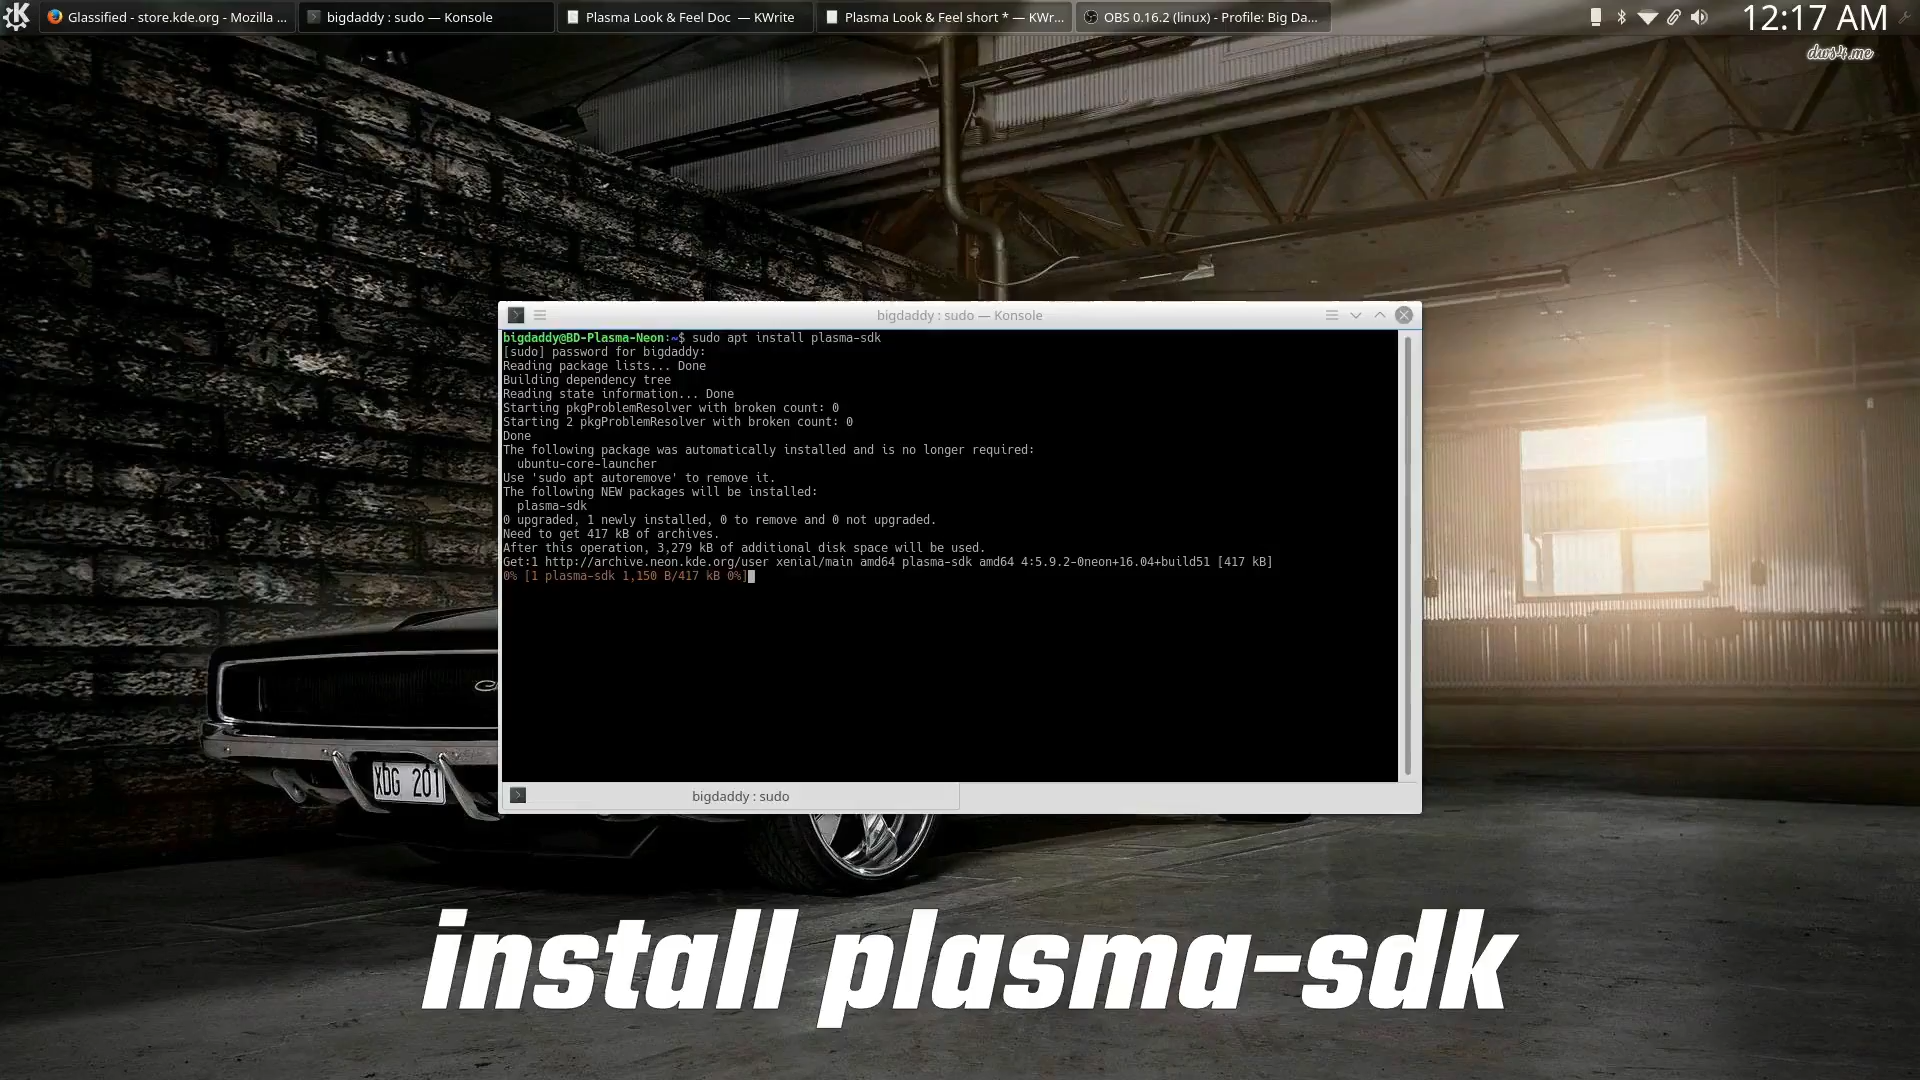 Glassified - store.kde.org - Mozilla ...
bigdaddy : sudo — Konsole
Plasma Look & Feel Doc — KWrite
Plasma Look & Feel short * — KWr...
OBS 0.16.2 (linux) - Profile: Big Da...
12:17 AM
dws4.me
bigdaddy : sudo — Konsole
bigdaddy@BD-Plasma-Neon:~$ sudo apt install plasma-sdk
[sudo] password for bigdaddy:
Reading package lists... Done
Building dependency tree
Reading state information... Done
Starting pkgProblemResolver with broken count: 0
Starting 2 pkgProblemResolver with broken count: 0
Done
The following package was automatically installed and is no longer required:
ubuntu-core-launcher
Use 'sudo apt autoremove' to remove it.
The following NEW packages will be installed:
plasma-sdk
0 upgraded, 1 newly installed, 0 to remove and 0 not upgraded.
Need to get 417 kB of archives.
After this operation, 3,279 kB of additional disk space will be used.
Get:1 http://archive.neon.kde.org/user xenial/main amd64 plasma-sdk amd64 4:5.9.2-0neon+16.04+build51 [417 kB]
0% [1 plasma-sdk 1,150 B/417 kB 0%]
XDG 201
bigdaddy : sudo
install plasma-sdk